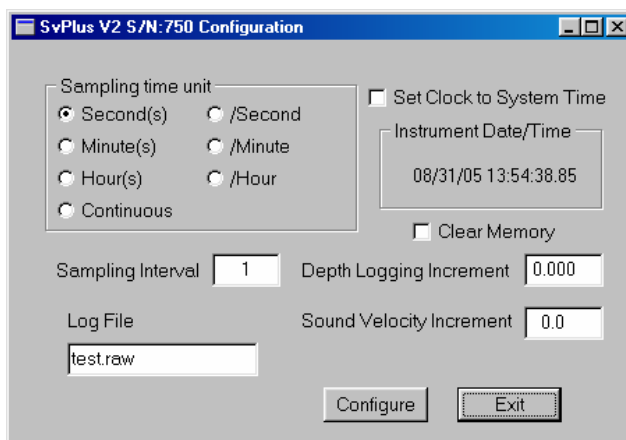 SvPlus V2 S/N:750 Configuration
Sampling time unit
Second(s) /Second
Minute(s) /Minute
Hour(s) /Hour
Continuous
Set Clock to System Time
Instrument Date/Time
08/31/05 13:54:38.85
Clear Memory
Sampling Interval 1
Depth Logging Increment 0.000
Log File
test.raw
Sound Velocity Increment 0.0
Configure Exit